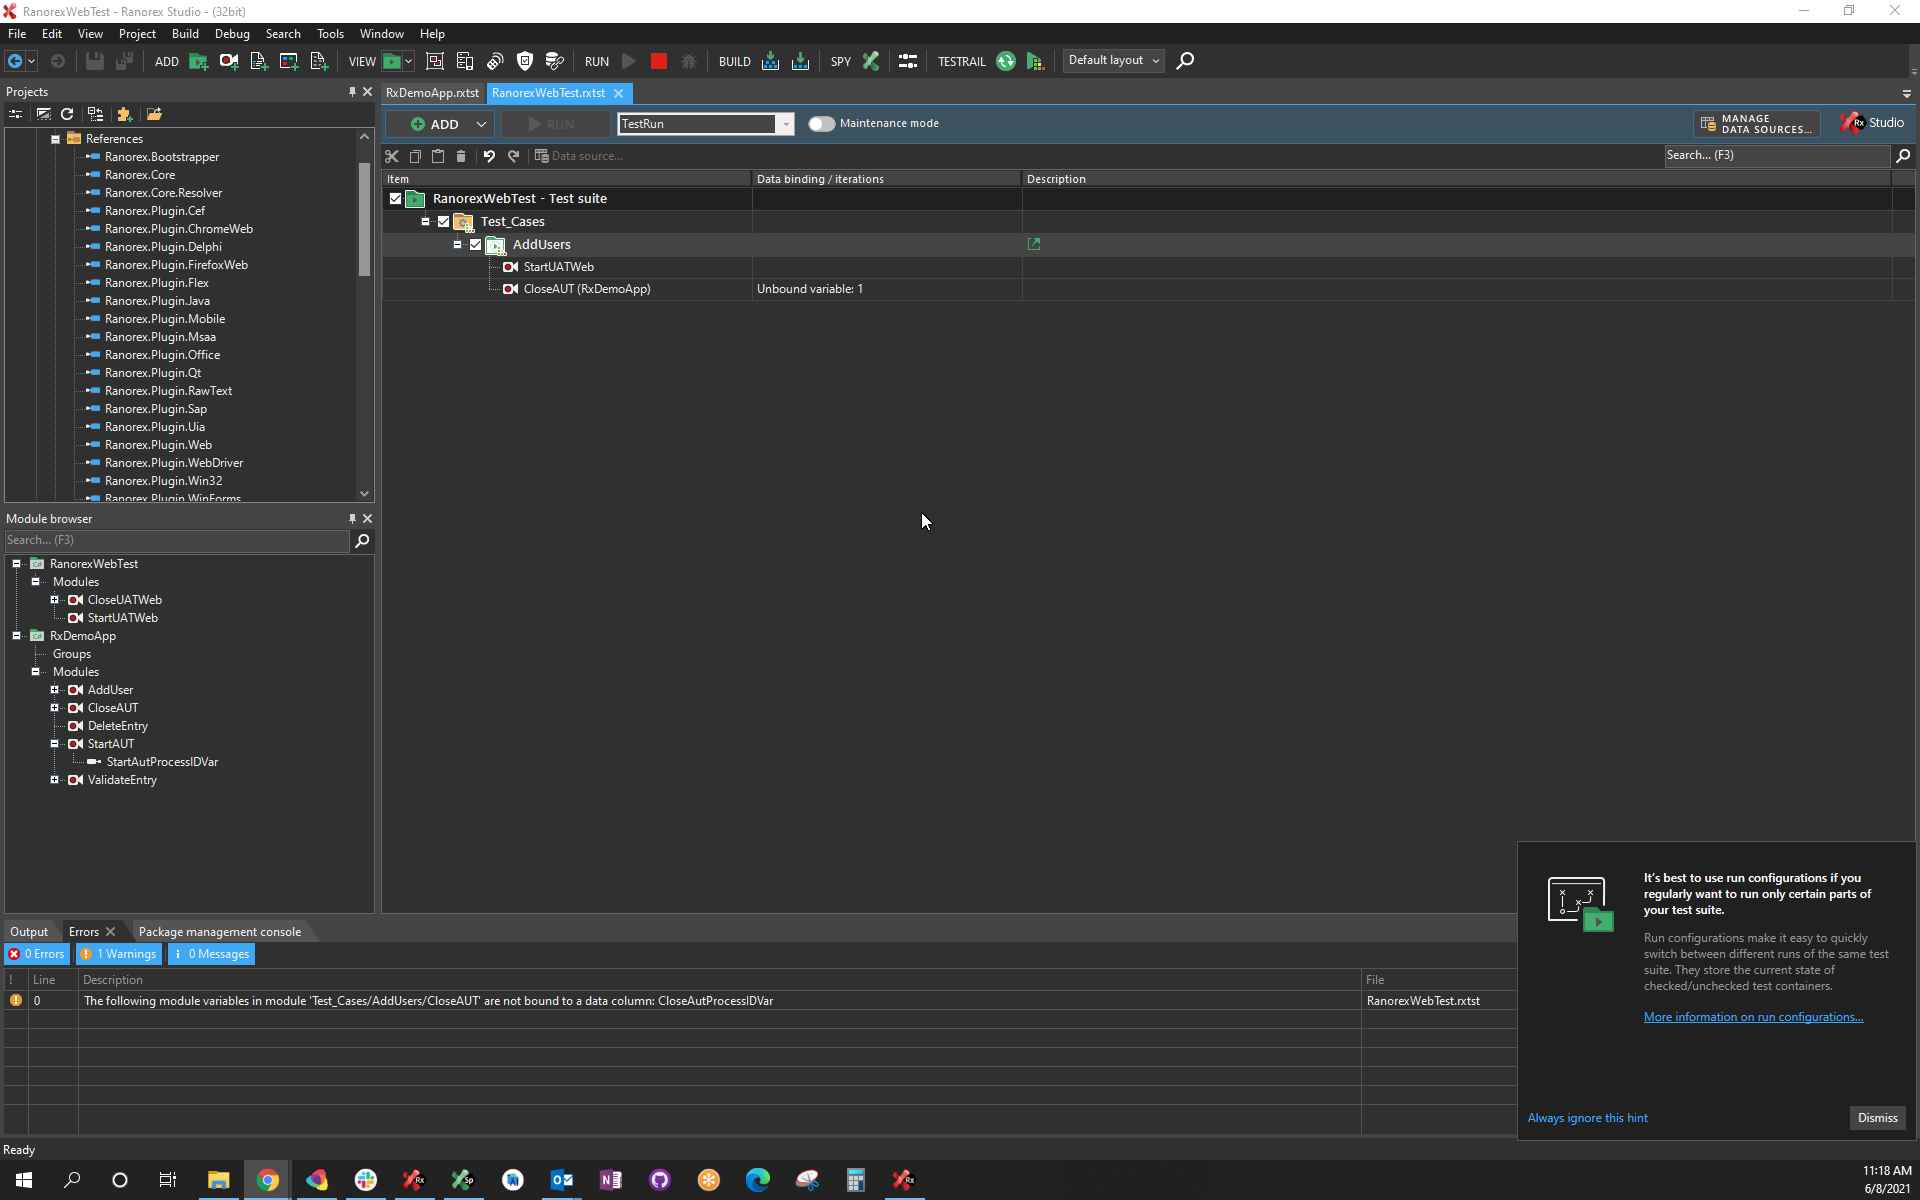 RanorexWebTest - Ranorex Studio - (32bit)
File Edit View Project Build Debug Search Tools Window Help
ADD VIEW RUN BUILD SPY TESTRAIL Default layout
Projects
References
Ranorex.Bootstrapper
Ranorex.Core
Ranorex.Core.Resolver
Ranorex.Plugin.Cef
Ranorex.Plugin.ChromeWeb
Ranorex.Plugin.Delphi
Ranorex.Plugin.FirefoxWeb
Ranorex.Plugin.Flex
Ranorex.Plugin.Java
Ranorex.Plugin.Mobile
Ranorex.Plugin.Msaa
Ranorex.Plugin.Office
Ranorex.Plugin.Qt
Ranorex.Plugin.RawText
Ranorex.Plugin.Sap
Ranorex.Plugin.Uia
Ranorex.Plugin.Web
Ranorex.Plugin.WebDriver
Ranorex.Plugin.Win32
Ranorex.Plugin.WinForms
Module browser
Search... (F3)
RanorexWebTest
Modules
CloseUATWeb
StartUATWeb
RxDemoApp
Groups
Modules
AddUser
CloseAUT
DeleteEntry
StartAUT
StartAutProcessIDVar
ValidateEntry
RxDemoApp.rxtst RanorexWebTest.rxtst
ADD RUN TestRun Maintenance mode
MANAGE
DATA SOURCES...
Rx Studio
Data source...
Search... (F3)
Item Data binding / iterations Description
RanorexWebTest - Test suite
Test_Cases
AddUsers
StartUATWeb
CloseAUT (RxDemoApp) Unbound variable: 1
Output Errors Package management console
0 Errors 1 Warnings 0 Messages
! Line Description File
0 The following module variables in module 'Test_Cases/AddUsers/CloseAUT' are not bound to a data column: CloseAutProcessIDVar RanorexWebTest.rxtst
It's best to use run configurations if you
regularly want to run only certain parts of
your test suite.
Run configurations make it easy to quickly
switch between different runs of the same test
suite. They store the current state of
checked/unchecked test containers.
More information on run configurations...
Always ignore this hint Dismiss
Ready
11:18 AM
6/8/2021